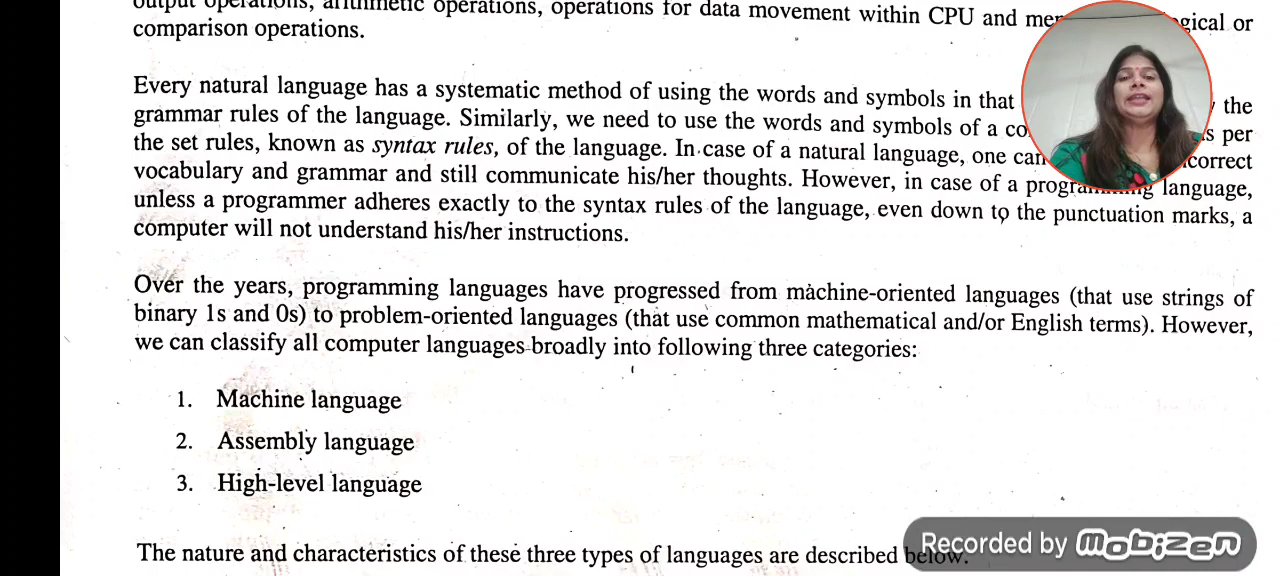 output operations, arithmetic operations, operations for data movement within CPU and logical or
comparison operations.
Every natural language has a systematic method of using the words and symbols in that the
grammar rules of the language. Similarly, we need to use the words and symbols of a per
the set rules, known as syntax rules, of the language. In case of a natural language, one can correct
vocabulary and grammar and still communicate his/her thoughts. However, in case of a programming language,
unless a programmer adheres exactly to the syntax rules of the language, even down to the punctuation marks, a
computer will not understand his/her instructions.
Over the years, programming languages have progressed from machine-oriented languages (that use strings of
binary 1s and 0s) to problem-oriented languages (that use common mathematical and/or English terms). However,
we can classify all computer languages broadly into following three categories:
1. Machine language
2. Assembly language
3. High-level language
The nature and characteristics of these three types of languages are described below.
Recorded by Mobizen